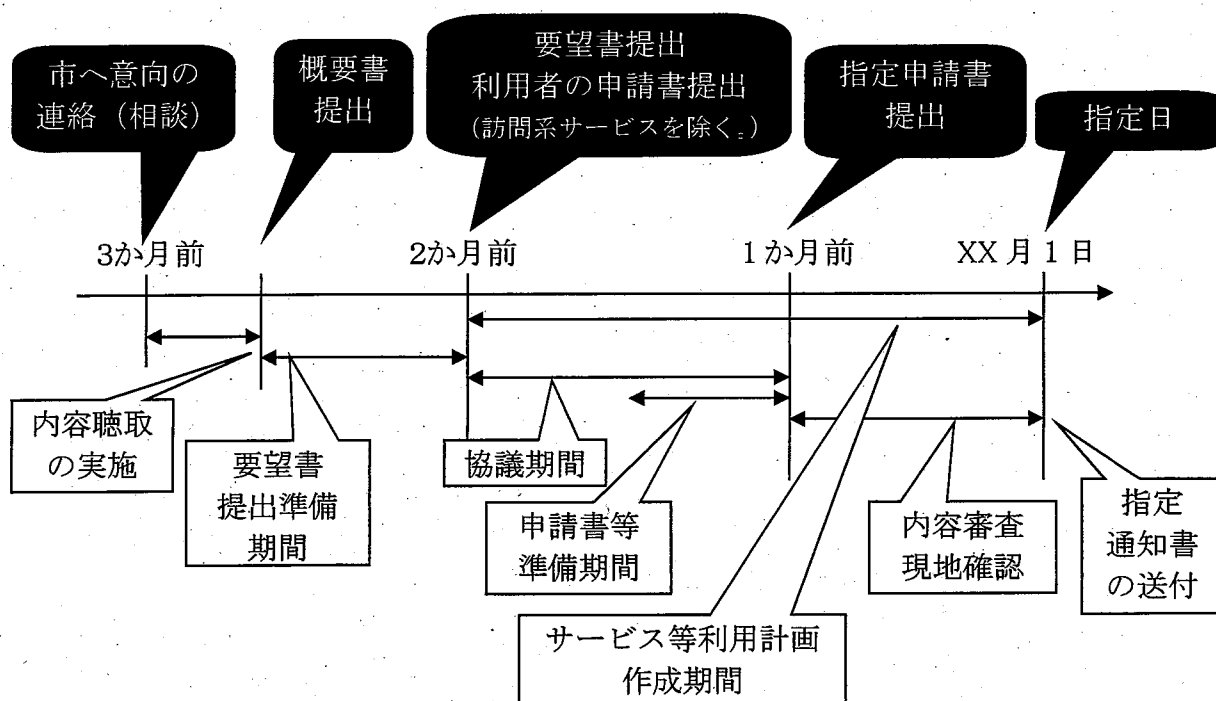 市へ意向の
連絡（相談）
概要書
提出
要望書提出
利用者の申請書提出
（訪問系サービスを除く。）
指定申請書
提出
指定日
3か月前
2か月前
1か月前
XX月1日
内容聴取
の実施
要望書
提出準備
期間
協議期間
申請書等
準備期間
サービス等利用計画
作成期間
内容審査
現地確認
指定
通知書
の送付